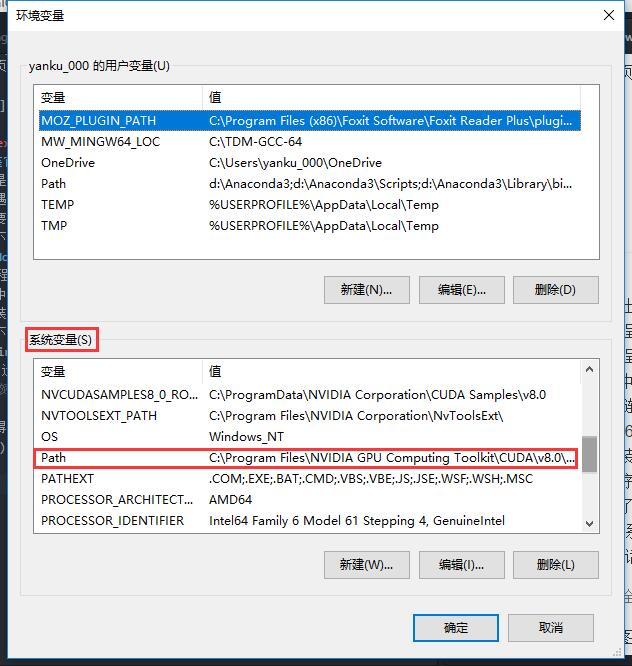 环境变量
yanku_000 的用户变量(U)
变量 值
MOZ_PLUGIN_PATH C:\Program Files (x86)\Foxit Software\Foxit Reader Plus\plugi...
MW_MINGW64_LOC C:\TDM-GCC-64
OneDrive C:\Users\yanku_000\OneDrive
Path d:\Anaconda3;d:\Anaconda3\Scripts;d:\Anaconda3\Library\bi...
TEMP %USERPROFILE%\AppData\Local\Temp
TMP %USERPROFILE%\AppData\Local\Temp
新建(N)... 编辑(E)... 删除(D)
系统变量(S)
变量 值
NVCUDASAMPLES8_0_RO... C:\ProgramData\NVIDIA Corporation\CUDA Samples\v8.0
NVTOOLSEXT_PATH C:\Program Files\NVIDIA Corporation\NvToolsExt\
OS Windows_NT
Path C:\Program Files\NVIDIA GPU Computing Toolkit\CUDA\v8.0\...
PATHEXT .COM;.EXE;.BAT;.CMD;.VBS;.VBE;.JS;.JSE;.WSF;.WSH;.MSC
PROCESSOR_ARCHITECT... AMD64
PROCESSOR_IDENTIFIER Intel64 Family 6 Model 61 Stepping 4, GenuineIntel
新建(W)... 编辑(I)... 删除(L)
确定 取消